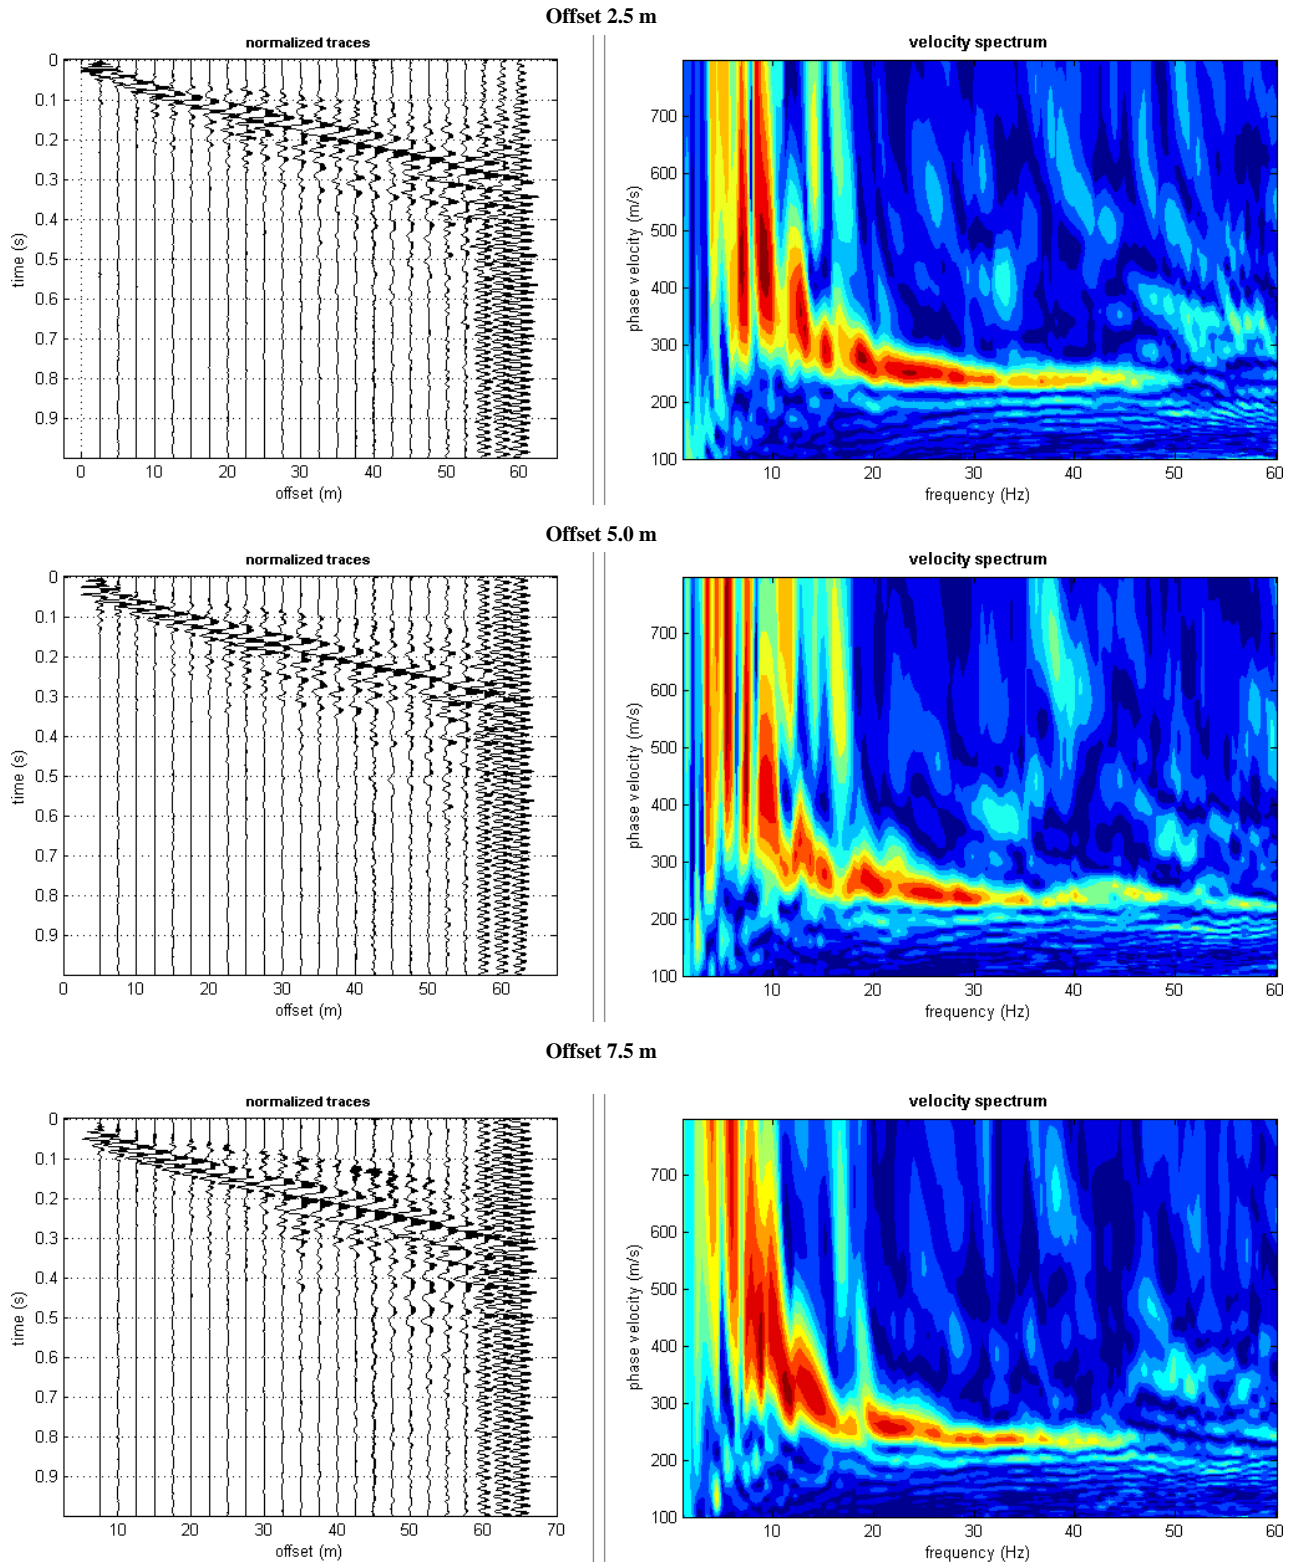 Offset 2.5 m
normalized traces
velocity spectrum
0
0.1
0.2
0.3
0.4
0.5
0.6
0.7
0.8
0.9
time (s)
0 10 20 30 40 50 60
offset (m)
700
600
500
400
300
200
100
phase velocity (m/s)
10 20 30 40 50 60
frequency (Hz)
Offset 5.0 m
normalized traces
velocity spectrum
0
0.1
0.2
0.3
0.4
0.5
0.6
0.7
0.8
0.9
time (s)
0 10 20 30 40 50 60
offset (m)
700
600
500
400
300
200
100
phase velocity (m/s)
10 20 30 40 50 60
frequency (Hz)
Offset 7.5 m
normalized traces
velocity spectrum
0
0.1
0.2
0.3
0.4
0.5
0.6
0.7
0.8
0.9
time (s)
10 20 30 40 50 60 70
offset (m)
700
600
500
400
300
200
100
phase velocity (m/s)
10 20 30 40 50 60
frequency (Hz)